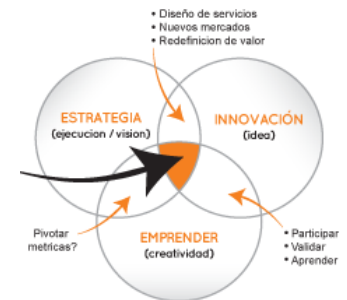 • Diseño de servicios
• Nuevos mercados
• Redefinicion de valor
ESTRATEGIA
(ejecucion / vision)
INNOVACIÓN
(idea)
Pivotar
metricas?
EMPRENDER
(creatividad)
• Participar
• Validar
• Aprender